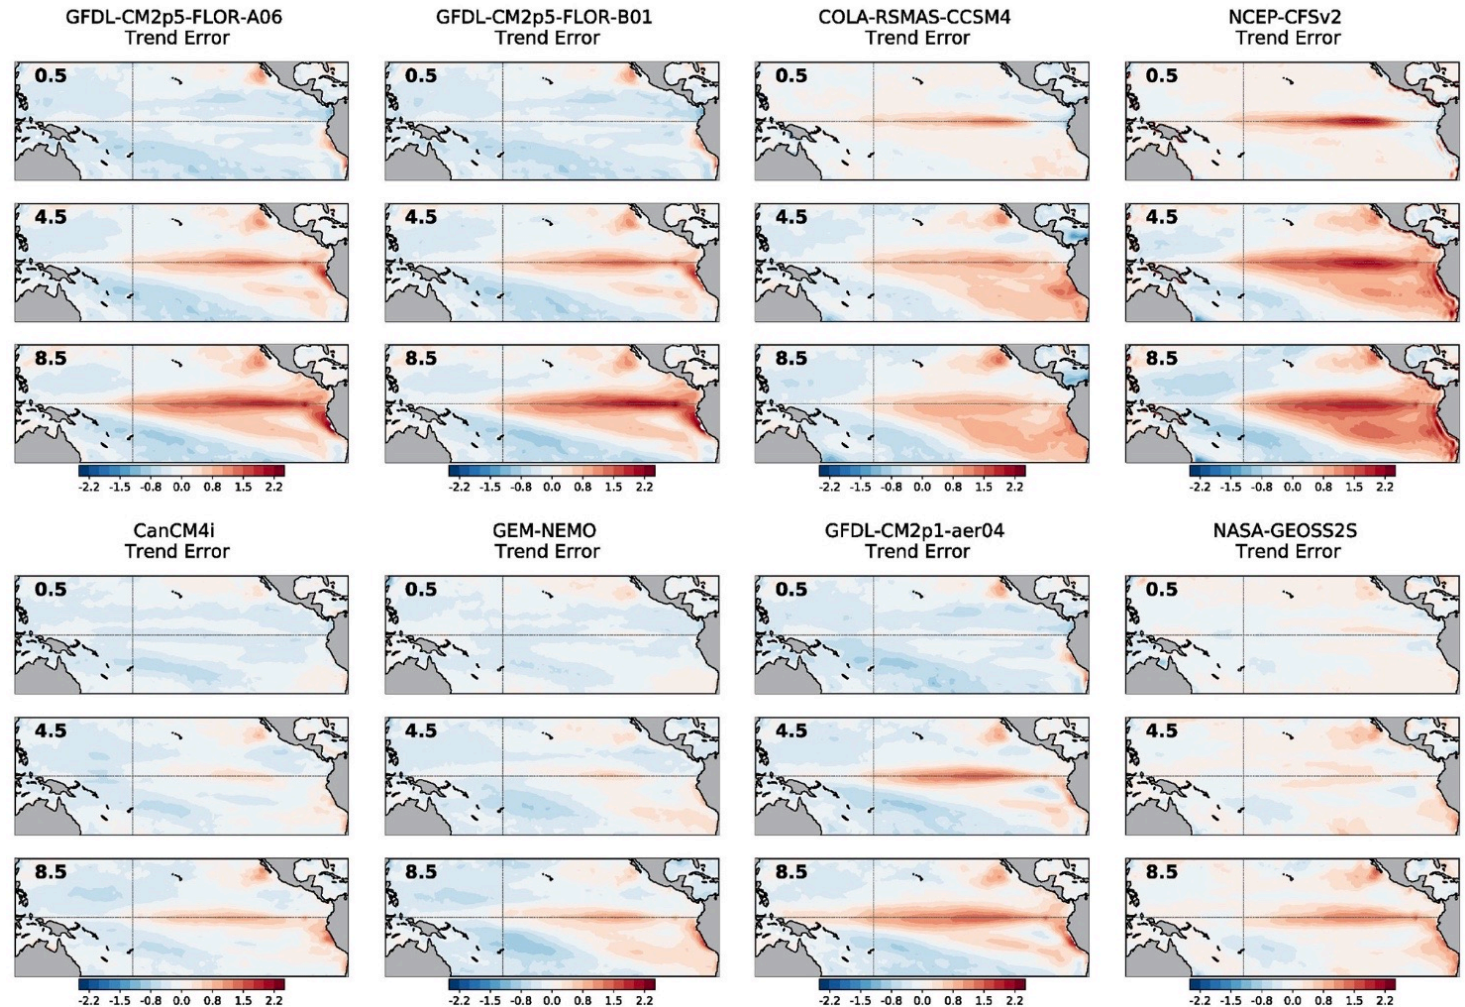 GFDL-CM2p5-FLOR-A06 GFDL-CM2p5-FLOR-B01 COLA-RSMAS-CCSM4 NCEP-CFSv2
Trend Error Trend Error Trend Error Trend Error
0.5 0.5 0.5 0.5
4.5 4.5 4.5 4.5
8.5 8.5 8.5 8.5
-2.2 -1.5 -0.8 0.0 0.8 1.5 2.2 -2.2 -1.5 -0.8 0.0 0.8 1.5 2.2 -2.2 -1.5 -0.8 0.0 0.8 1.5 2.2 -2.2 -1.5 -0.8 0.0 0.8 1.5 2.2
CanCM4i GEM-NEMO GFDL-CM2p1-aer04 NASA-GEOSS2S
Trend Error Trend Error Trend Error Trend Error
0.5 0.5 0.5 0.5
4.5 4.5 4.5 4.5
8.5 8.5 8.5 8.5
-2.2 -1.5 -0.8 0.0 0.8 1.5 2.2 -2.2 -1.5 -0.8 0.0 0.8 1.5 2.2 -2.2 -1.5 -0.8 0.0 0.8 1.5 2.2 -2.2 -1.5 -0.8 0.0 0.8 1.5 2.2